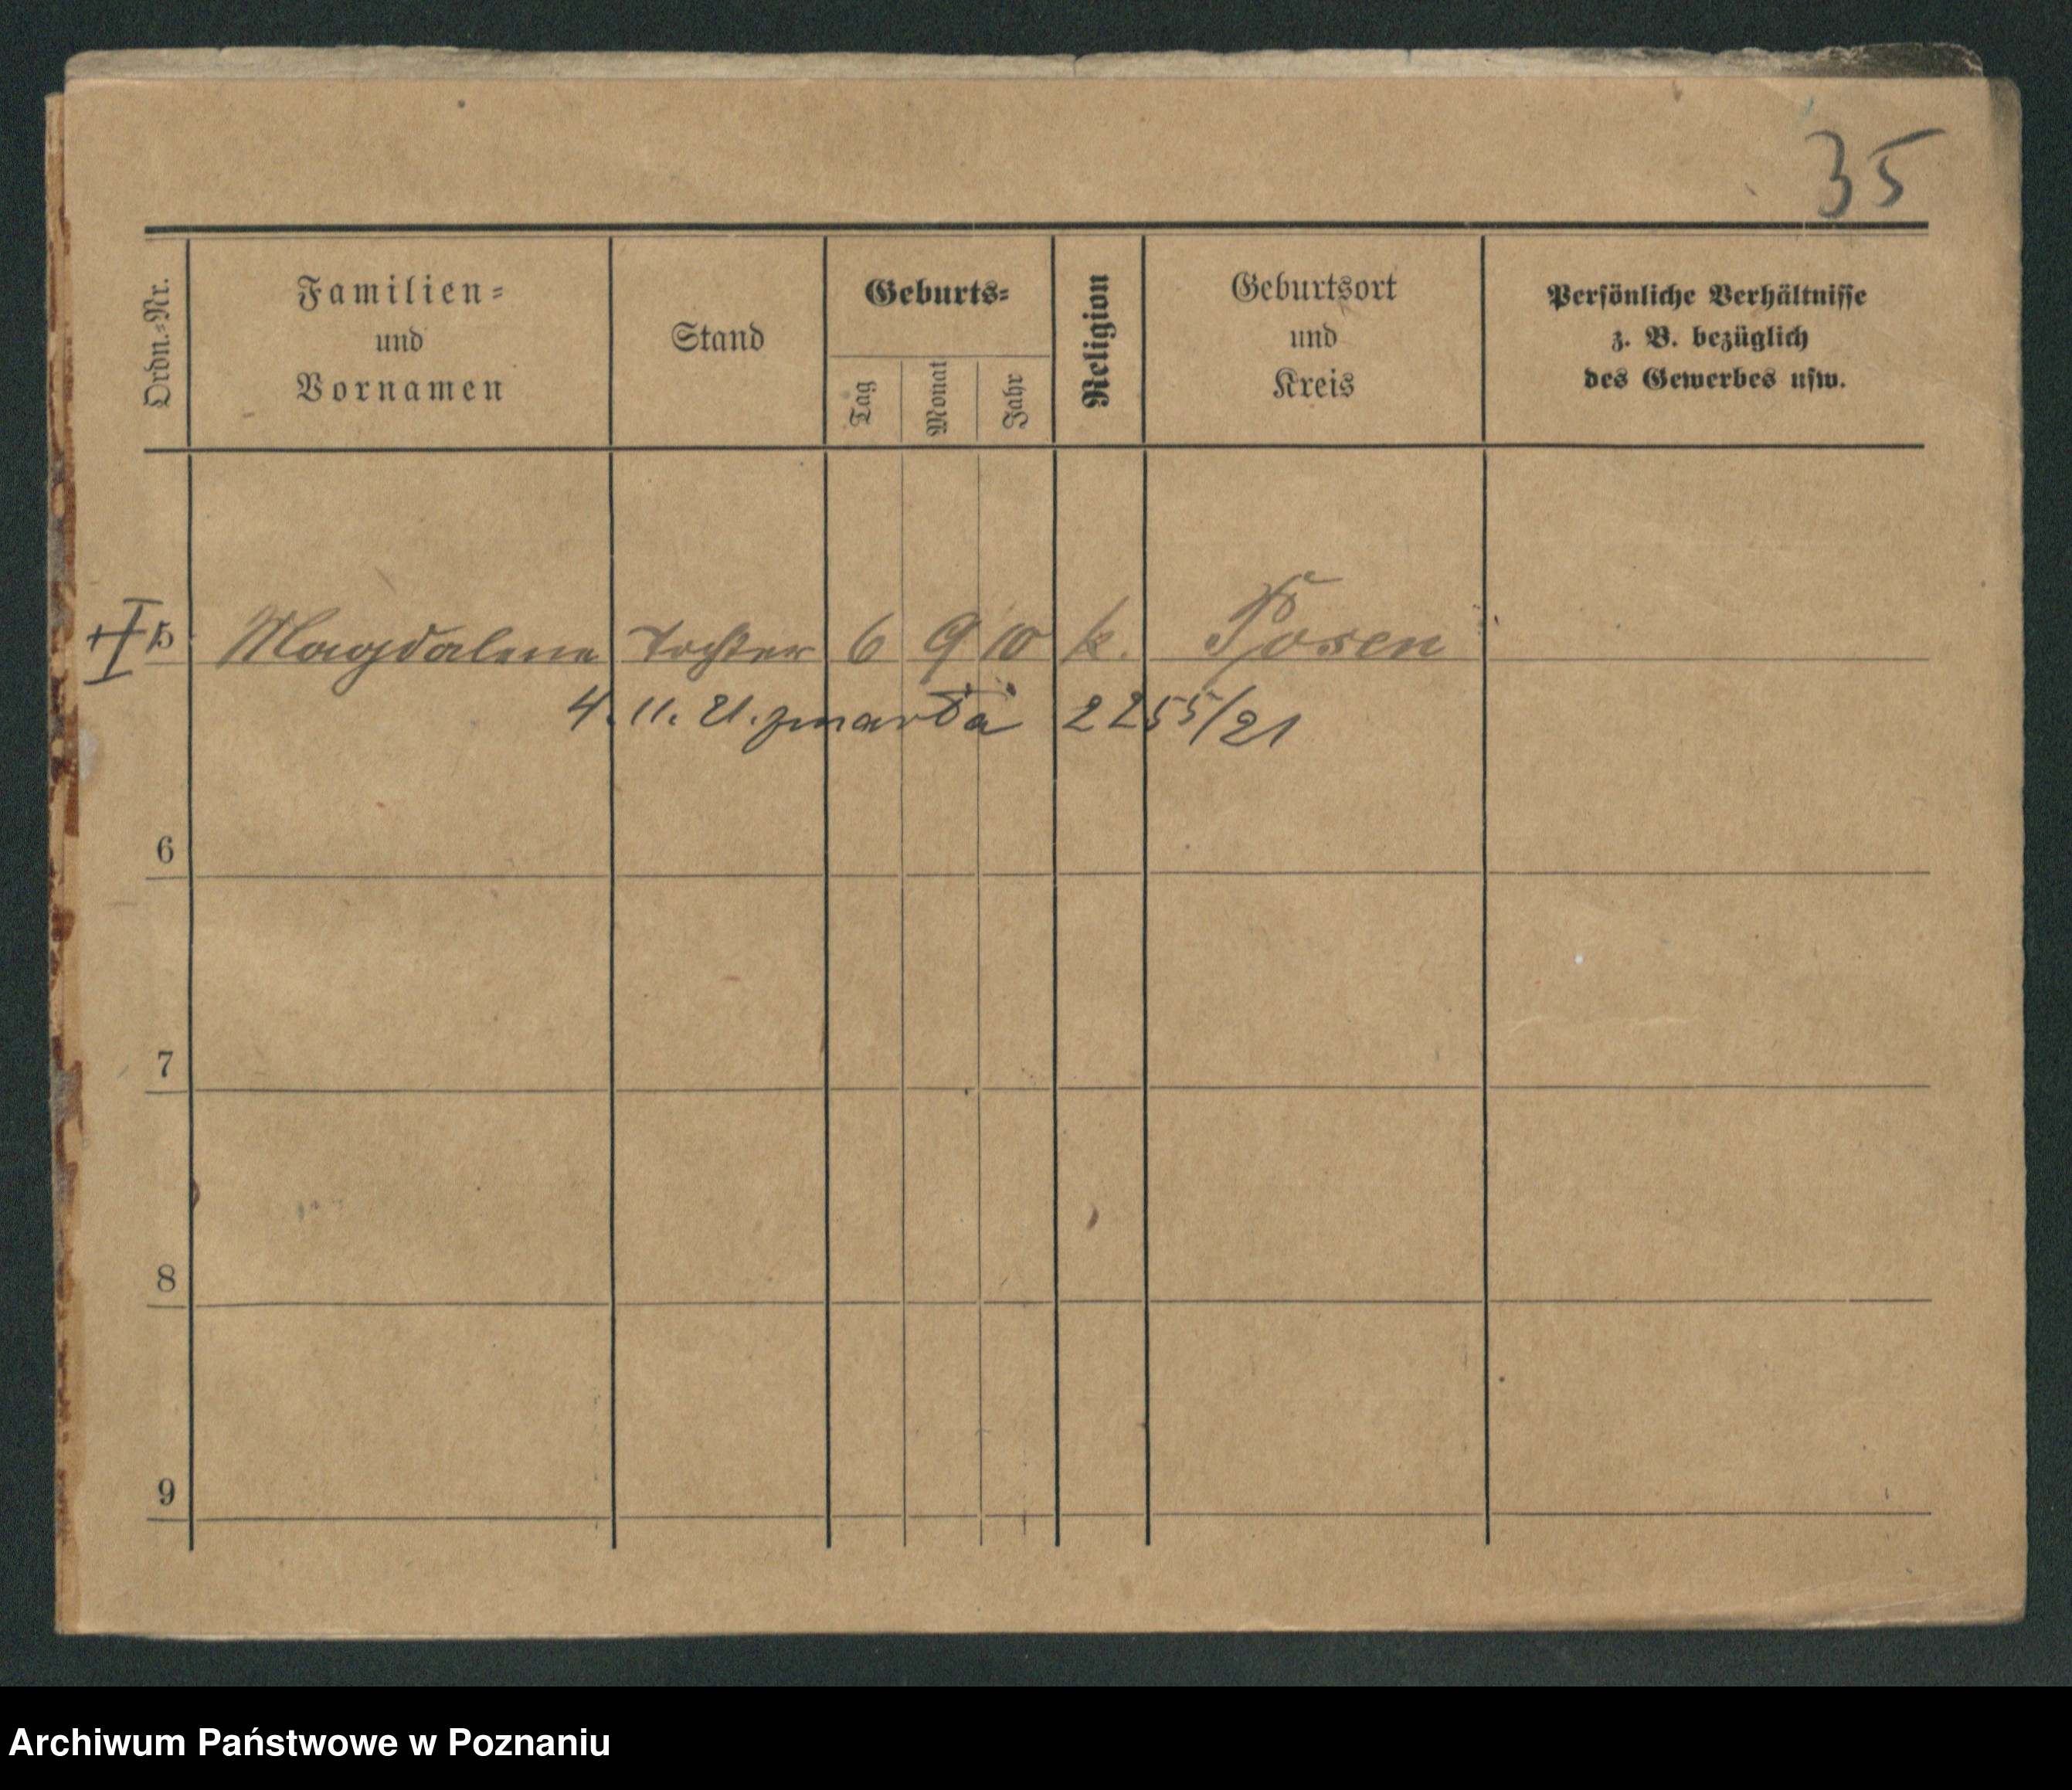 35
Ordn.-Nr.
Familien-
und
Vornamen
Stand
Geburts-
Tag
Monat
Jahr
Religion
Geburtsort
und
Kreis
Persönliche Verhältnisse
z. B. bezüglich
des Gewerbes usw.
5 Magdalena Tochter 6 9 10 k. Posen
4. 11. 21. zmarła 2255/21
6
7
8
9
Archiwum Państwowe w Poznaniu